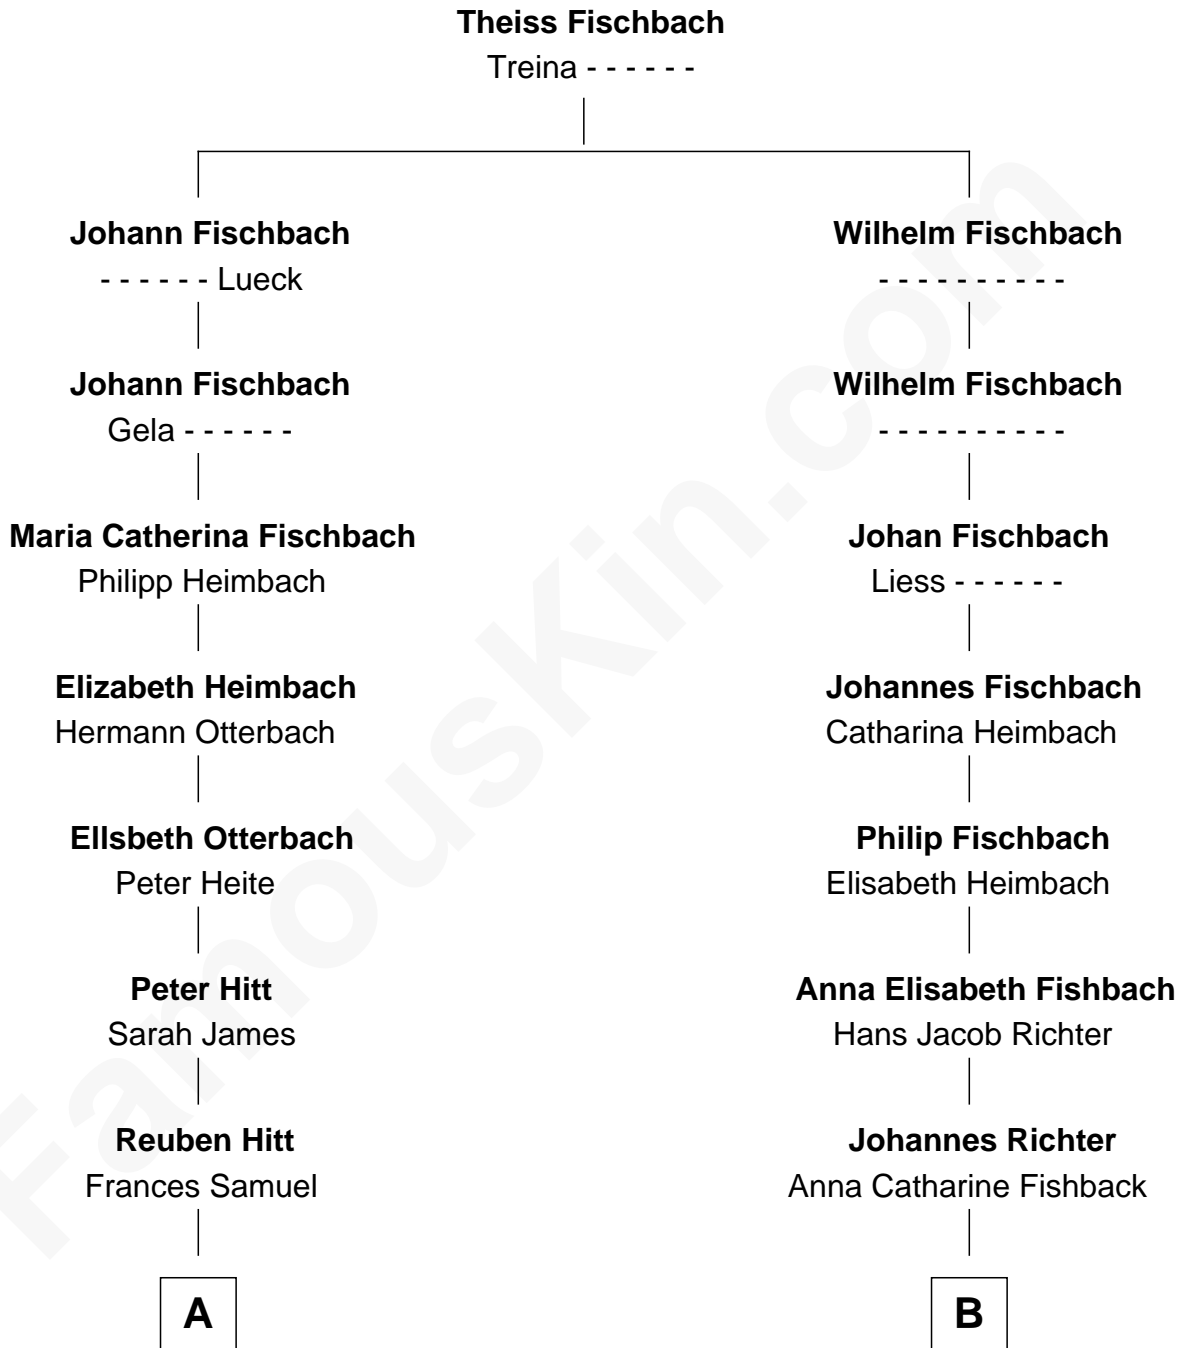 Theiss Fischbach
Treina - - - - - -
Johann Fischbach
- - - - - - Lueck
Johann Fischbach
Gela - - - - - -
Maria Catherina Fischbach
Philipp Heimbach
Elizabeth Heimbach
Hermann Otterbach
Ellsbeth Otterbach
Peter Heite
Peter Hitt
Sarah James
Reuben Hitt
Frances Samuel
A
Wilhelm Fischbach
- - - - - - - - - -
Wilhelm Fischbach
- - - - - - - - - -
Johan Fischbach
Liess - - - - - -
Johannes Fischbach
Catharina Heimbach
Philip Fischbach
Elisabeth Heimbach
Anna Elisabeth Fishbach
Hans Jacob Richter
Johannes Richter
Anna Catharine Fishback
B
FamousKin.com